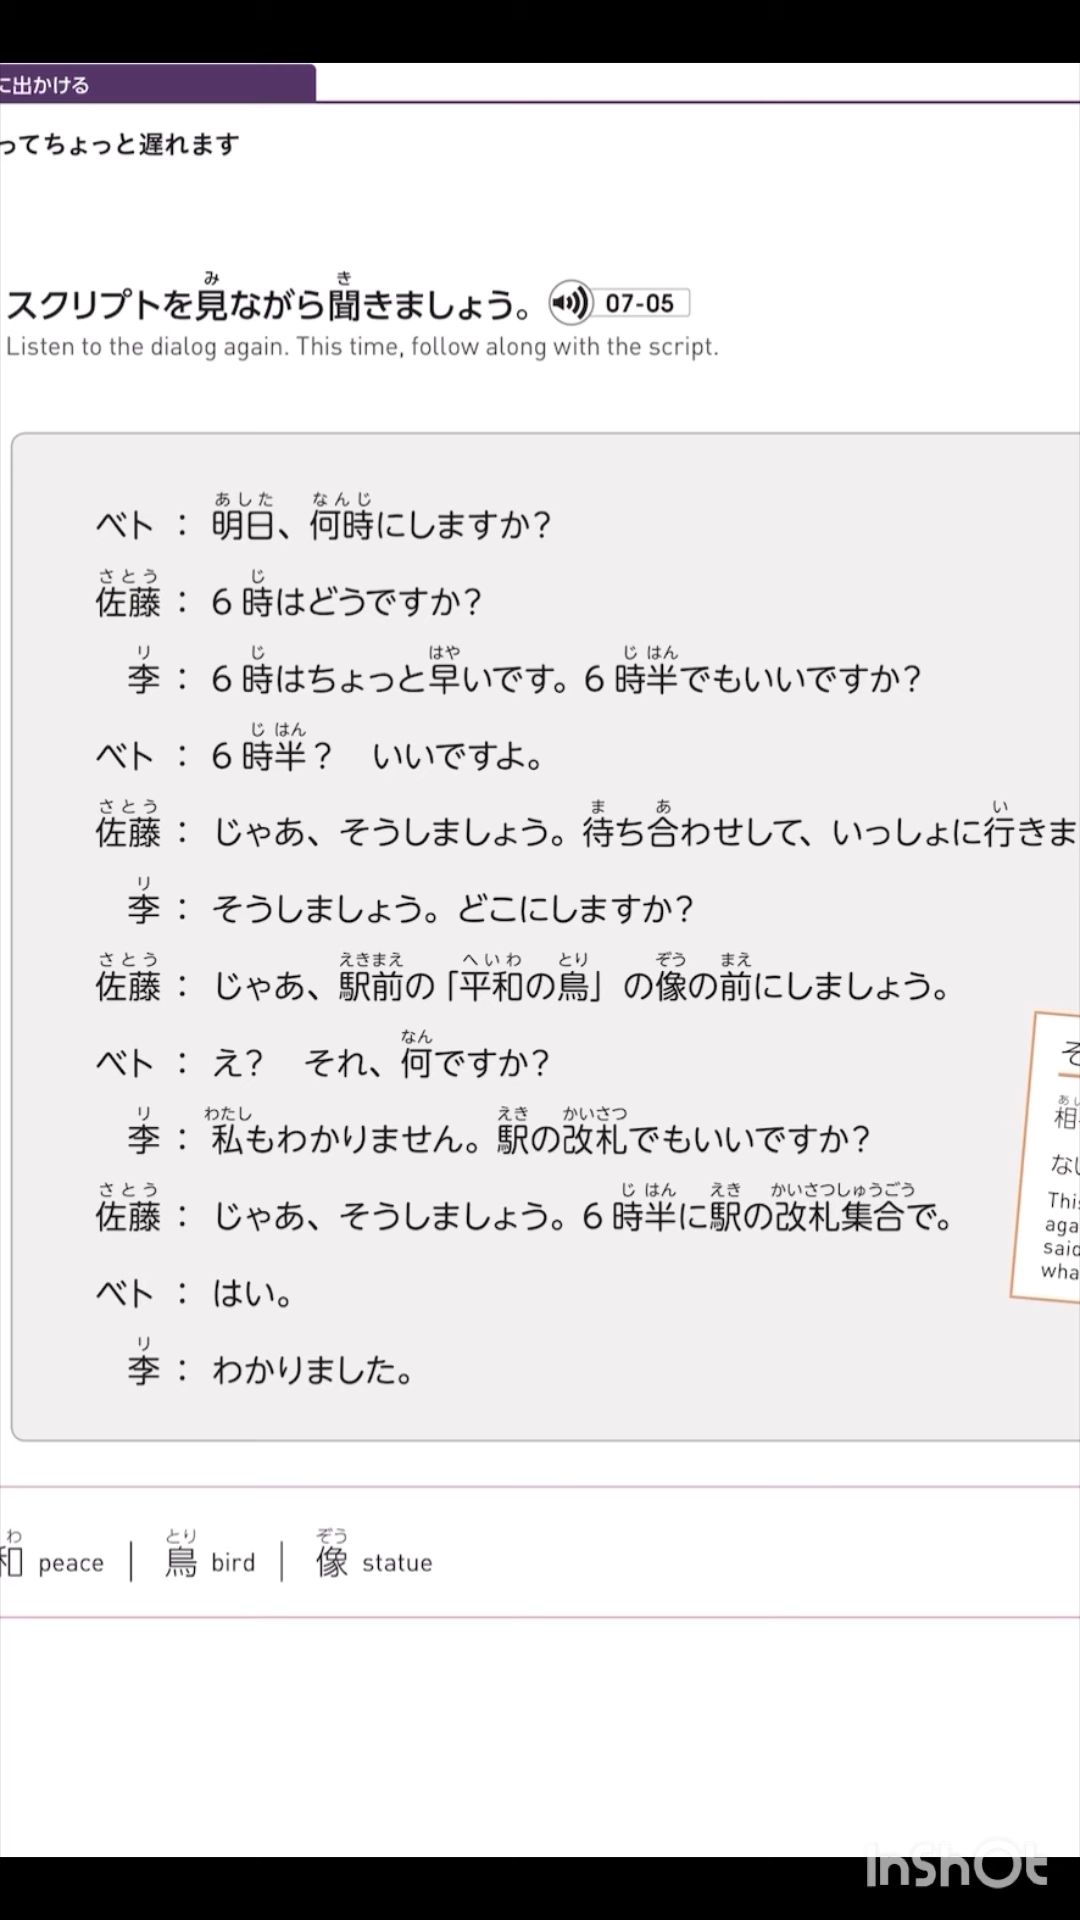 に出かける
ってちょっと遅れます
スクリプトを見ながら聞きましょう。 07-05
Listen to the dialog again. This time, follow along with the script.
ベト : 明日、何時にしますか？
佐藤 : 6時はどうですか？
李 : 6時はちょっと早いです。6時半でもいいですか？
ベト : 6時半？　いいですよ。
佐藤 : じゃあ、そうしましょう。待ち合わせして、いっしょに行きま
李 : そうしましょう。どこにしますか？
佐藤 : じゃあ、駅前の「平和の鳥」の像の前にしましょう。
ベト : え？　それ、何ですか？
李 : 私もわかりません。駅の改札でもいいですか？
佐藤 : じゃあ、そうしましょう。6時半に駅の改札集合で。
ベト : はい。
李 : わかりました。
そ
相
ない
This
aga
said
wha
和 peace | 鳥 bird | 像 statue
InShOt